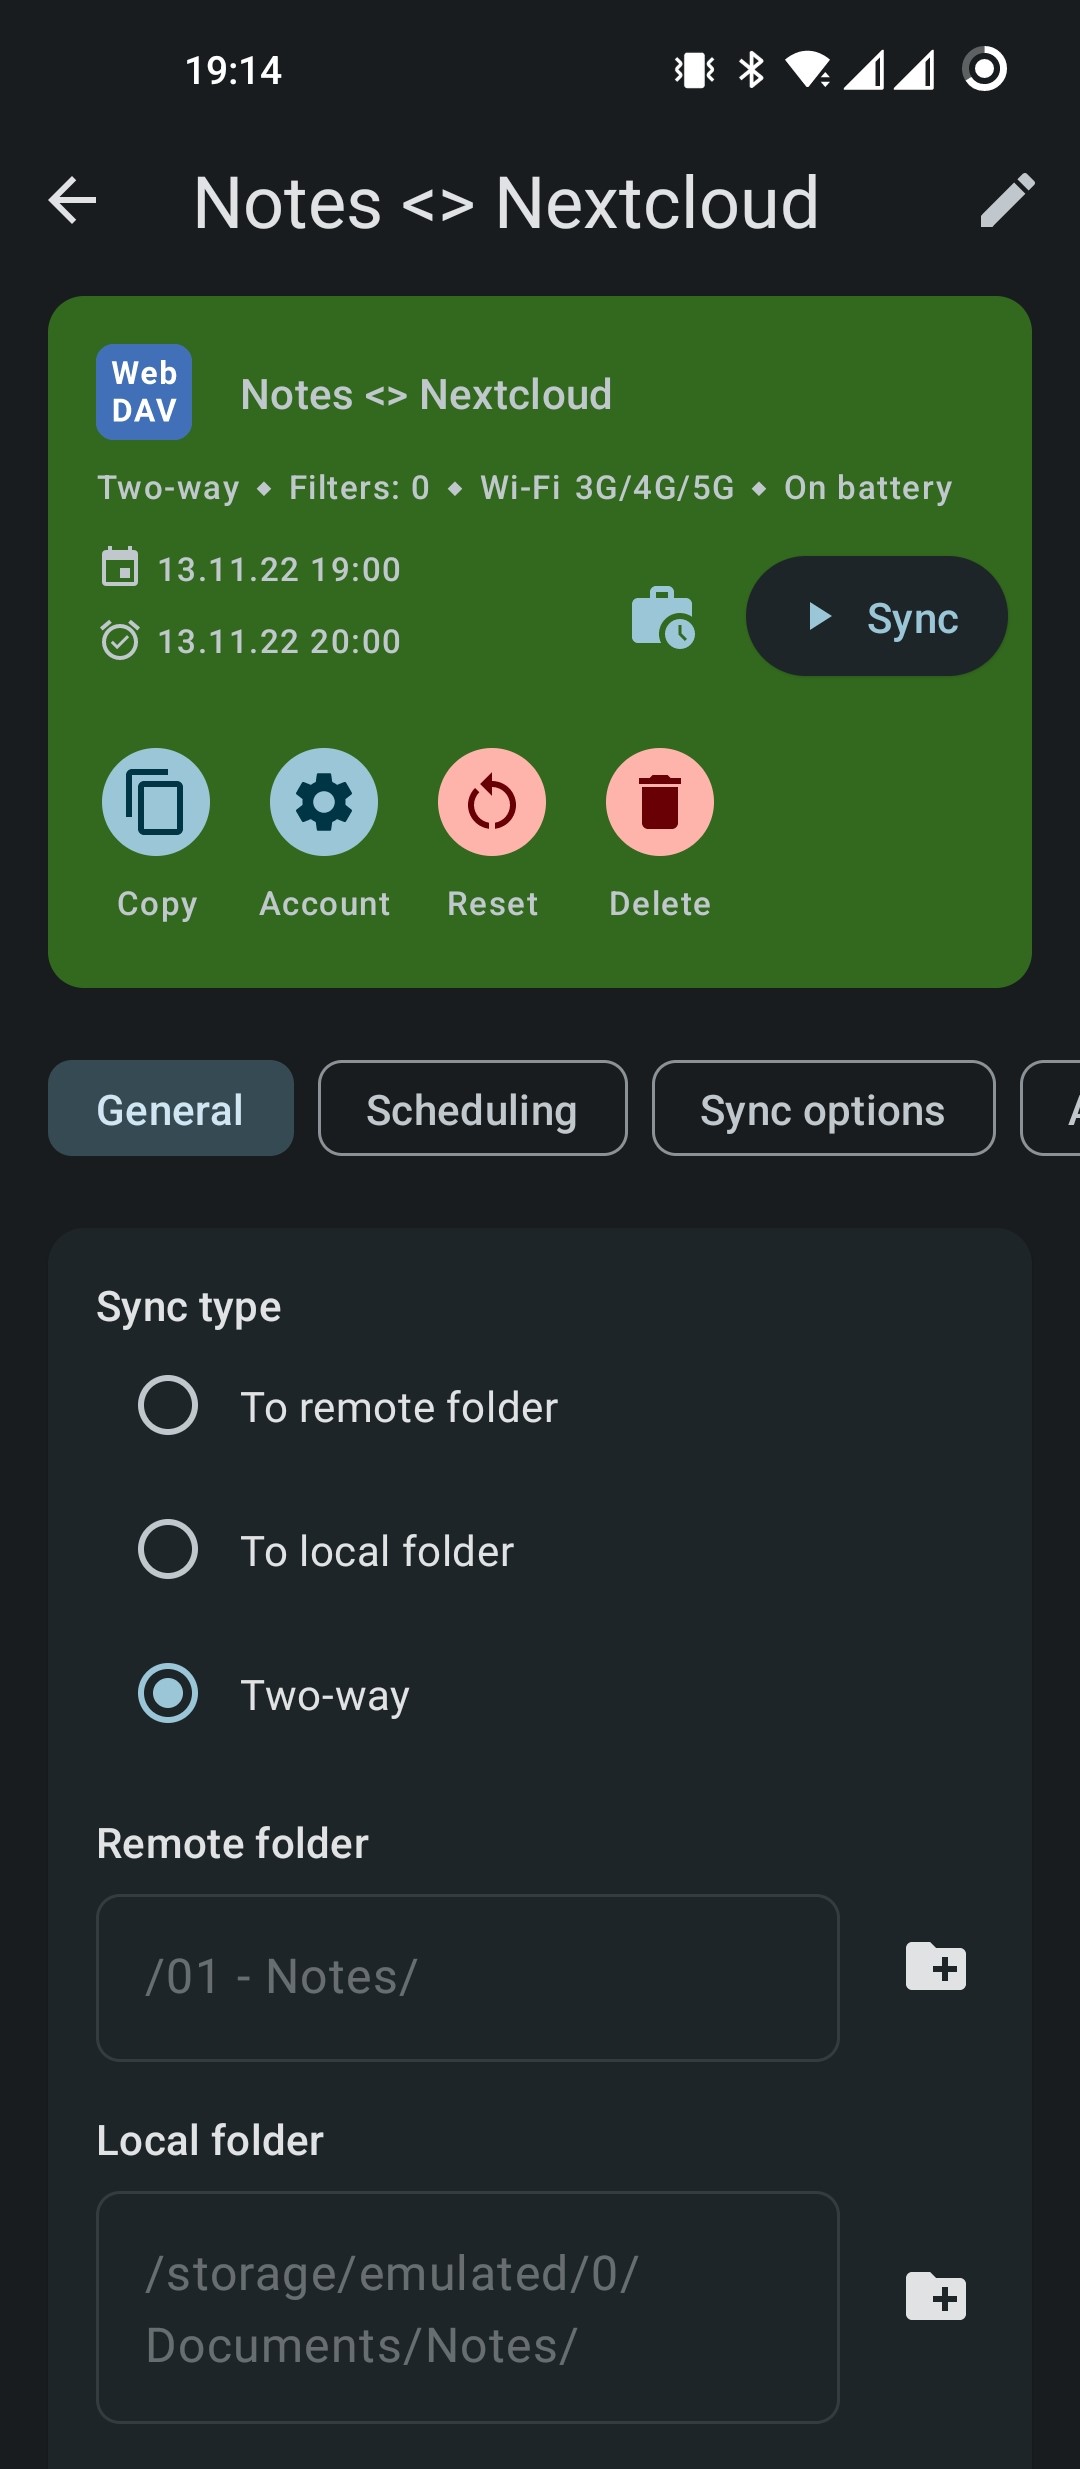 19:14
Notes <> Nextcloud
Web
DAV
Notes <> Nextcloud
Two-way ◆ Filters: 0 ◆ Wi-Fi 3G/4G/5G ◆ On battery
13.11.22 19:00
13.11.22 20:00
Sync
Copy Account Reset Delete
General Scheduling Sync options
Sync type
To remote folder
To local folder
Two-way
Remote folder
/01 - Notes/
Local folder
/storage/emulated/0/
Documents/Notes/